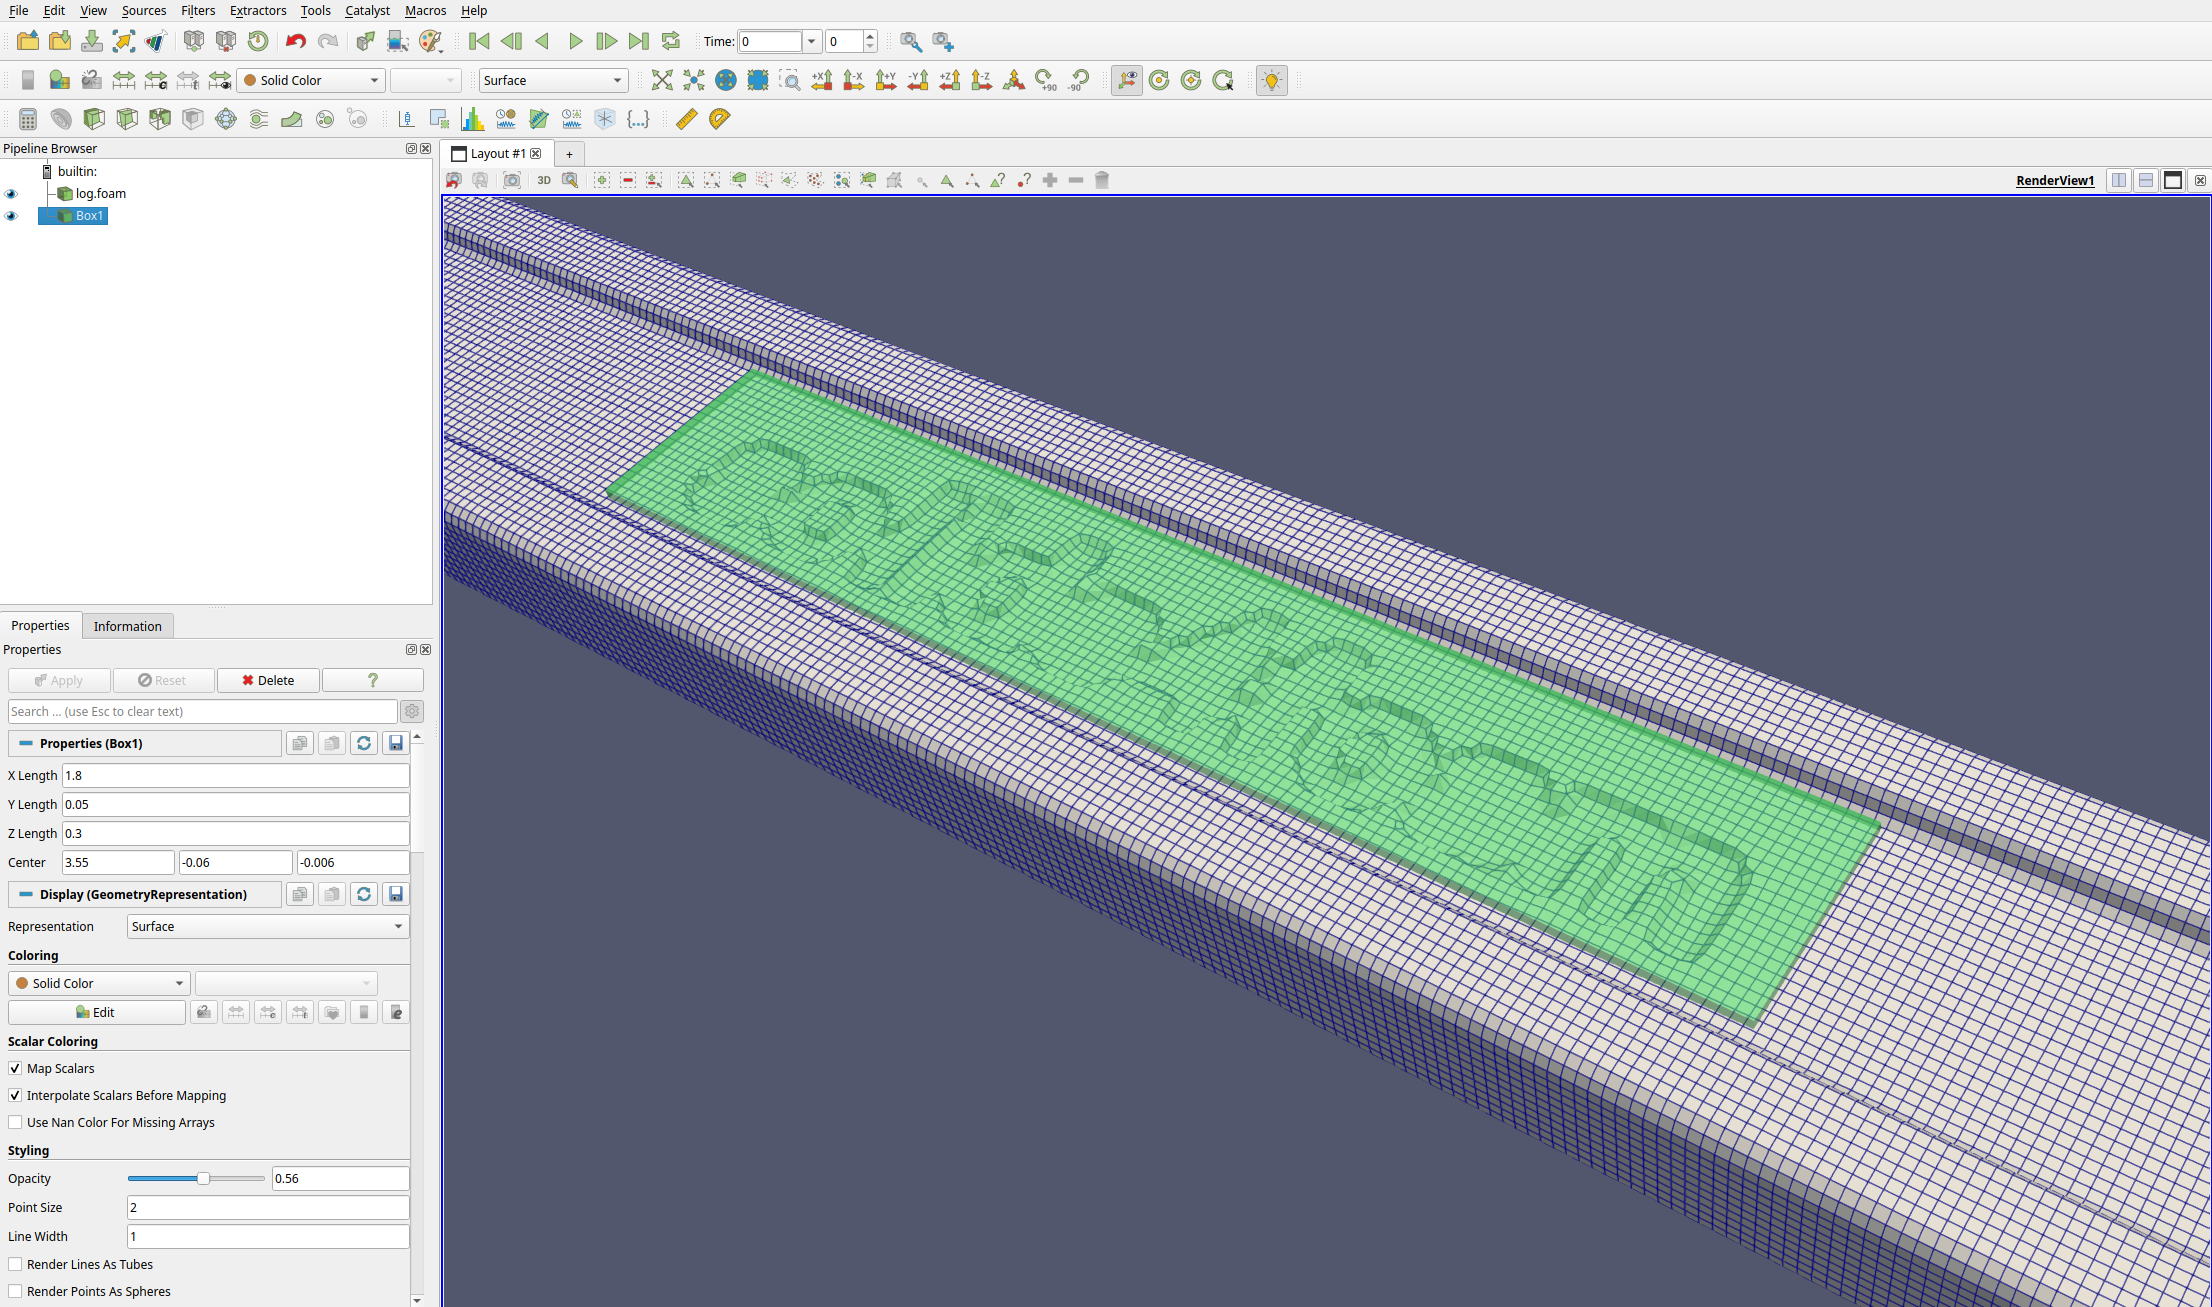 File Edit View Sources Filters Extractors Tools Catalyst Macros Help
Time: 0 0
Solid Color Surface
+X -X +Y -Y +Z -Z +90 -90
Pipeline Browser
Layout #1 +
builtin:
3D RenderView1
log.foam
Box1
Properties Information
Properties
Apply Reset Delete ?
Search ... (use Esc to clear text)
Properties (Box1)
X Length 1.8
Y Length 0.05
Z Length 0.3
Center 3.55 -0.06 -0.006
Display (GeometryRepresentation)
Representation Surface
Coloring
Solid Color
Edit
Scalar Coloring
Map Scalars
Interpolate Scalars Before Mapping
Use Nan Color For Missing Arrays
Styling
Opacity 0.56
Point Size 2
Line Width 1
Render Lines As Tubes
Render Points As Spheres